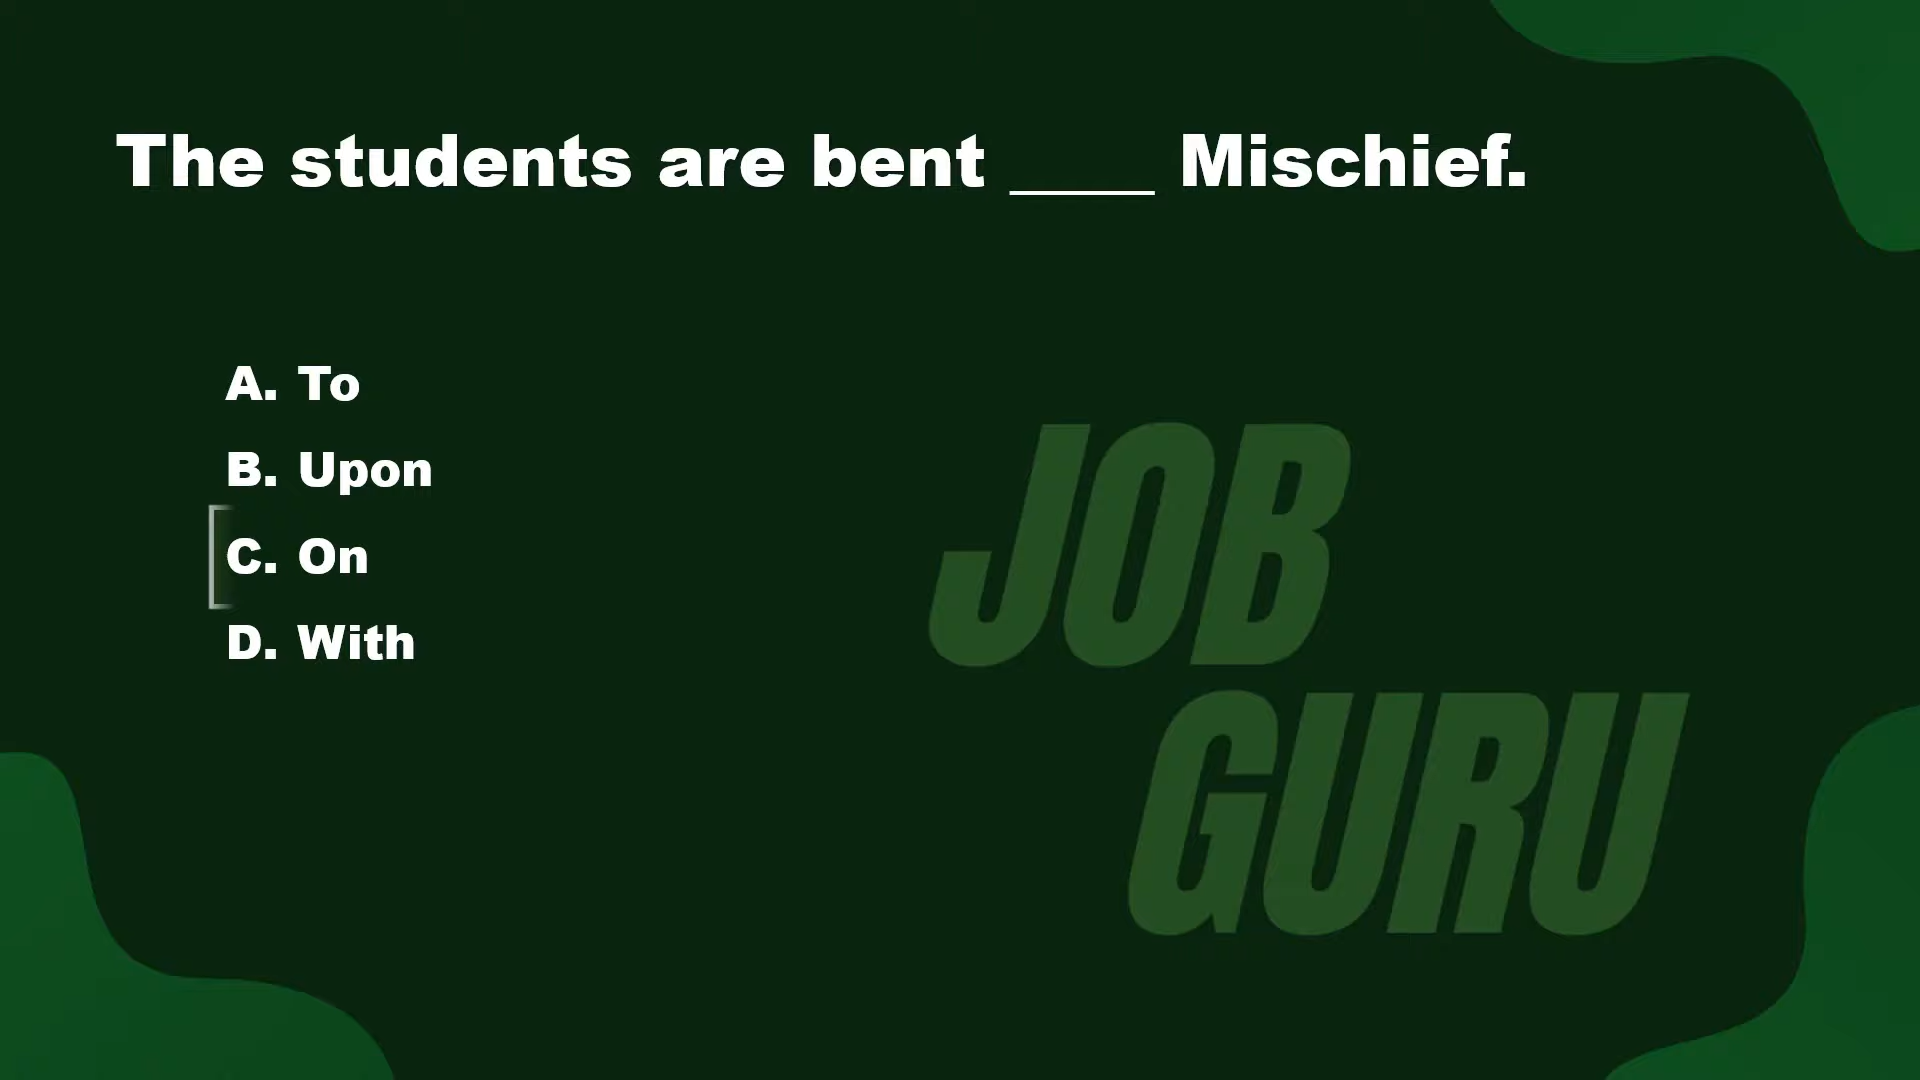 The students are bent ____ Mischief.
A. To
B. Upon
C. On
D. With
JOB
GURU